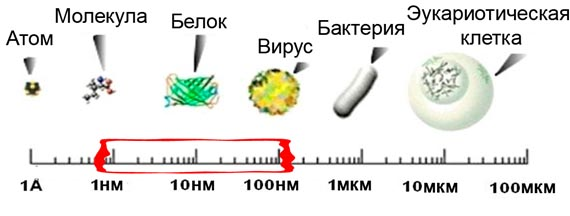 Атом
Молекула
Белок
Вирус
Бактерия
Эукариотическая
клетка
1Å
1нм
10нм
100нм
1мкм
10мкм
100мкм